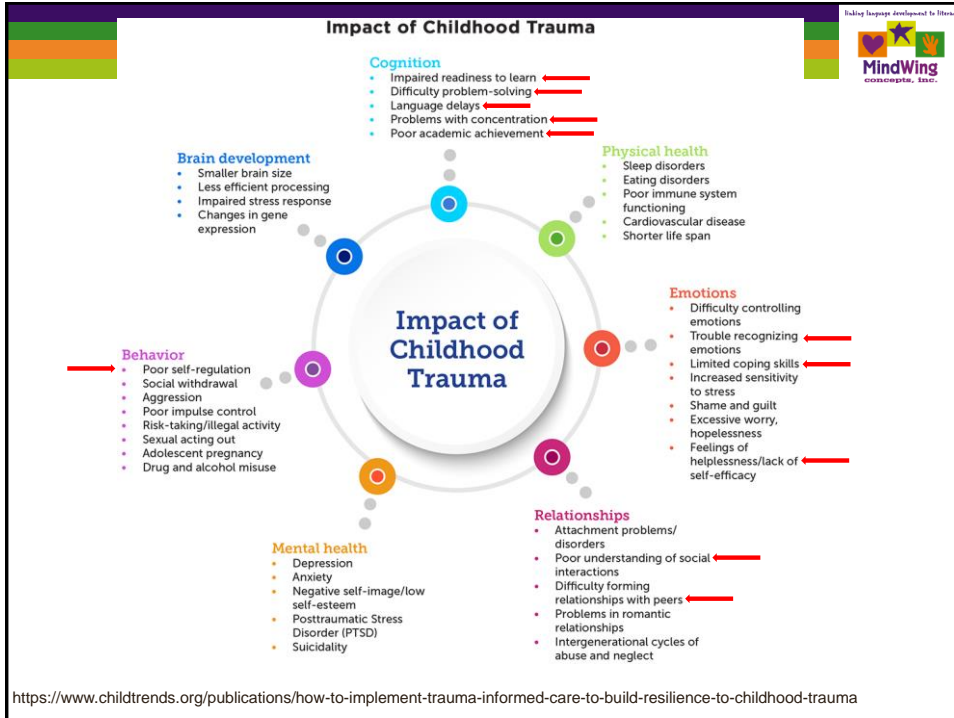 linking language development to litera
Impact of Childhood Trauma
MindWing
concepts, inc.
Cognition
• Impaired readiness to learn
• Difficulty problem-solving
• Language delays
• Problems with concentration
• Poor academic achievement
Physical health
• Sleep disorders
• Eating disorders
• Poor immune system
functioning
• Cardiovascular disease
• Shorter life span
Brain development
• Smaller brain size
• Less efficient processing
• Impaired stress response
• Changes in gene
expression
Impact of
Childhood
Trauma
Emotions
• Difficulty controlling
emotions
• Trouble recognizing
emotions
• Limited coping skills
• Increased sensitivity
to stress
• Shame and guilt
• Excessive worry,
hopelessness
• Feelings of
helplessness/lack of
self-efficacy
Behavior
• Poor self-regulation
• Social withdrawal
• Aggression
• Poor impulse control
• Risk-taking/illegal activity
• Sexual acting out
• Adolescent pregnancy
• Drug and alcohol misuse
Relationships
• Attachment problems/
disorders
• Poor understanding of social
interactions
• Difficulty forming
relationships with peers
• Problems in romantic
relationships
• Intergenerational cycles of
abuse and neglect
Mental health
• Depression
• Anxiety
• Negative self-image/low
self-esteem
• Posttraumatic Stress
Disorder (PTSD)
• Suicidality
https://www.childtrends.org/publications/how-to-implement-trauma-informed-care-to-build-resilience-to-childhood-trauma